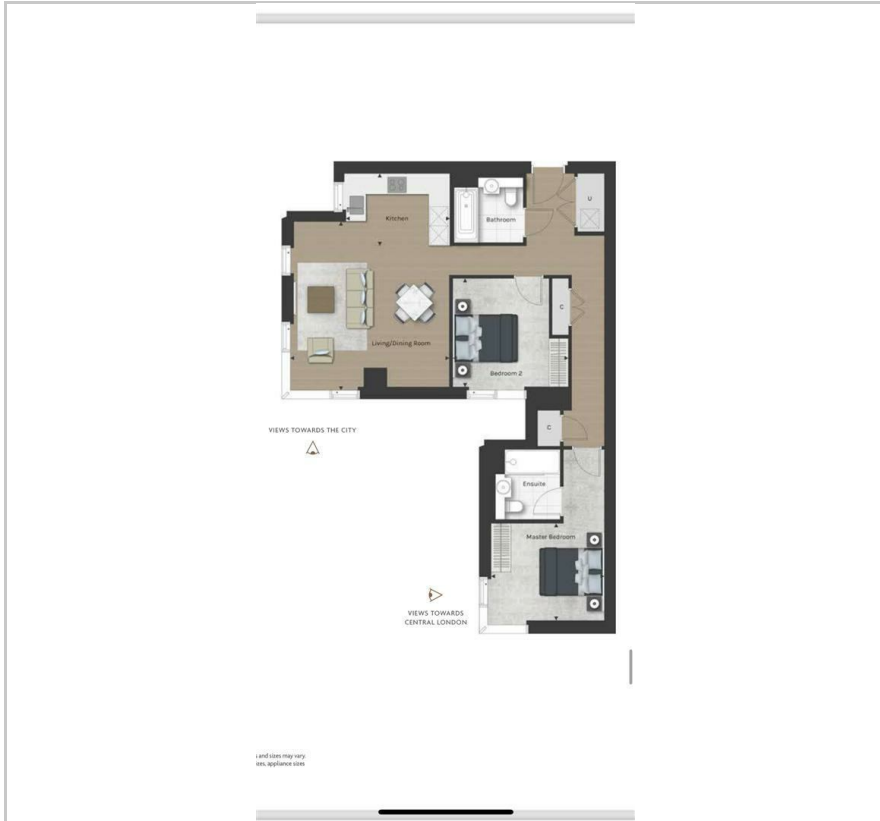 Kitchen
Bathroom
U
C
Living/Dining Room
Bedroom 2
VIEWS TOWARDS THE CITY
C
Ensuite
Master Bedroom
VIEWS TOWARDS
CENTRAL LONDON
and sizes may vary.
appliance sizes